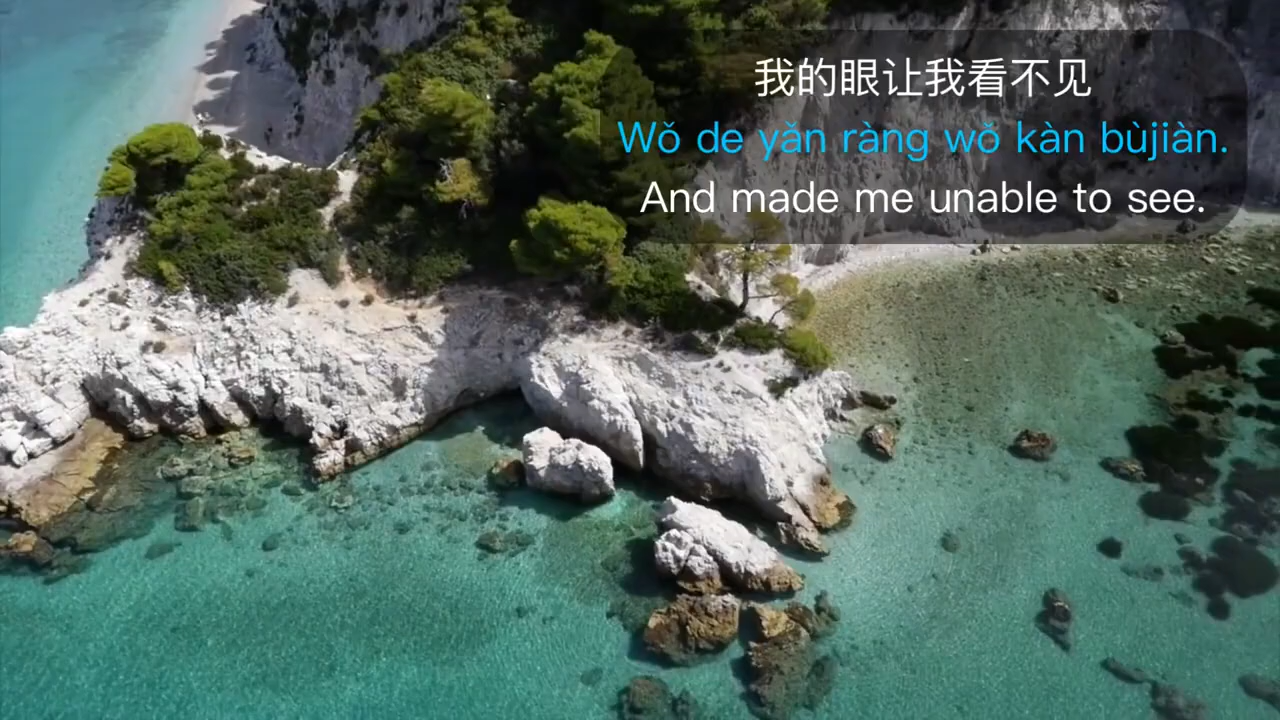 我的眼让我看不见
Wǒ de yǎn ràng wǒ kàn bùjiàn.
And made me unable to see.